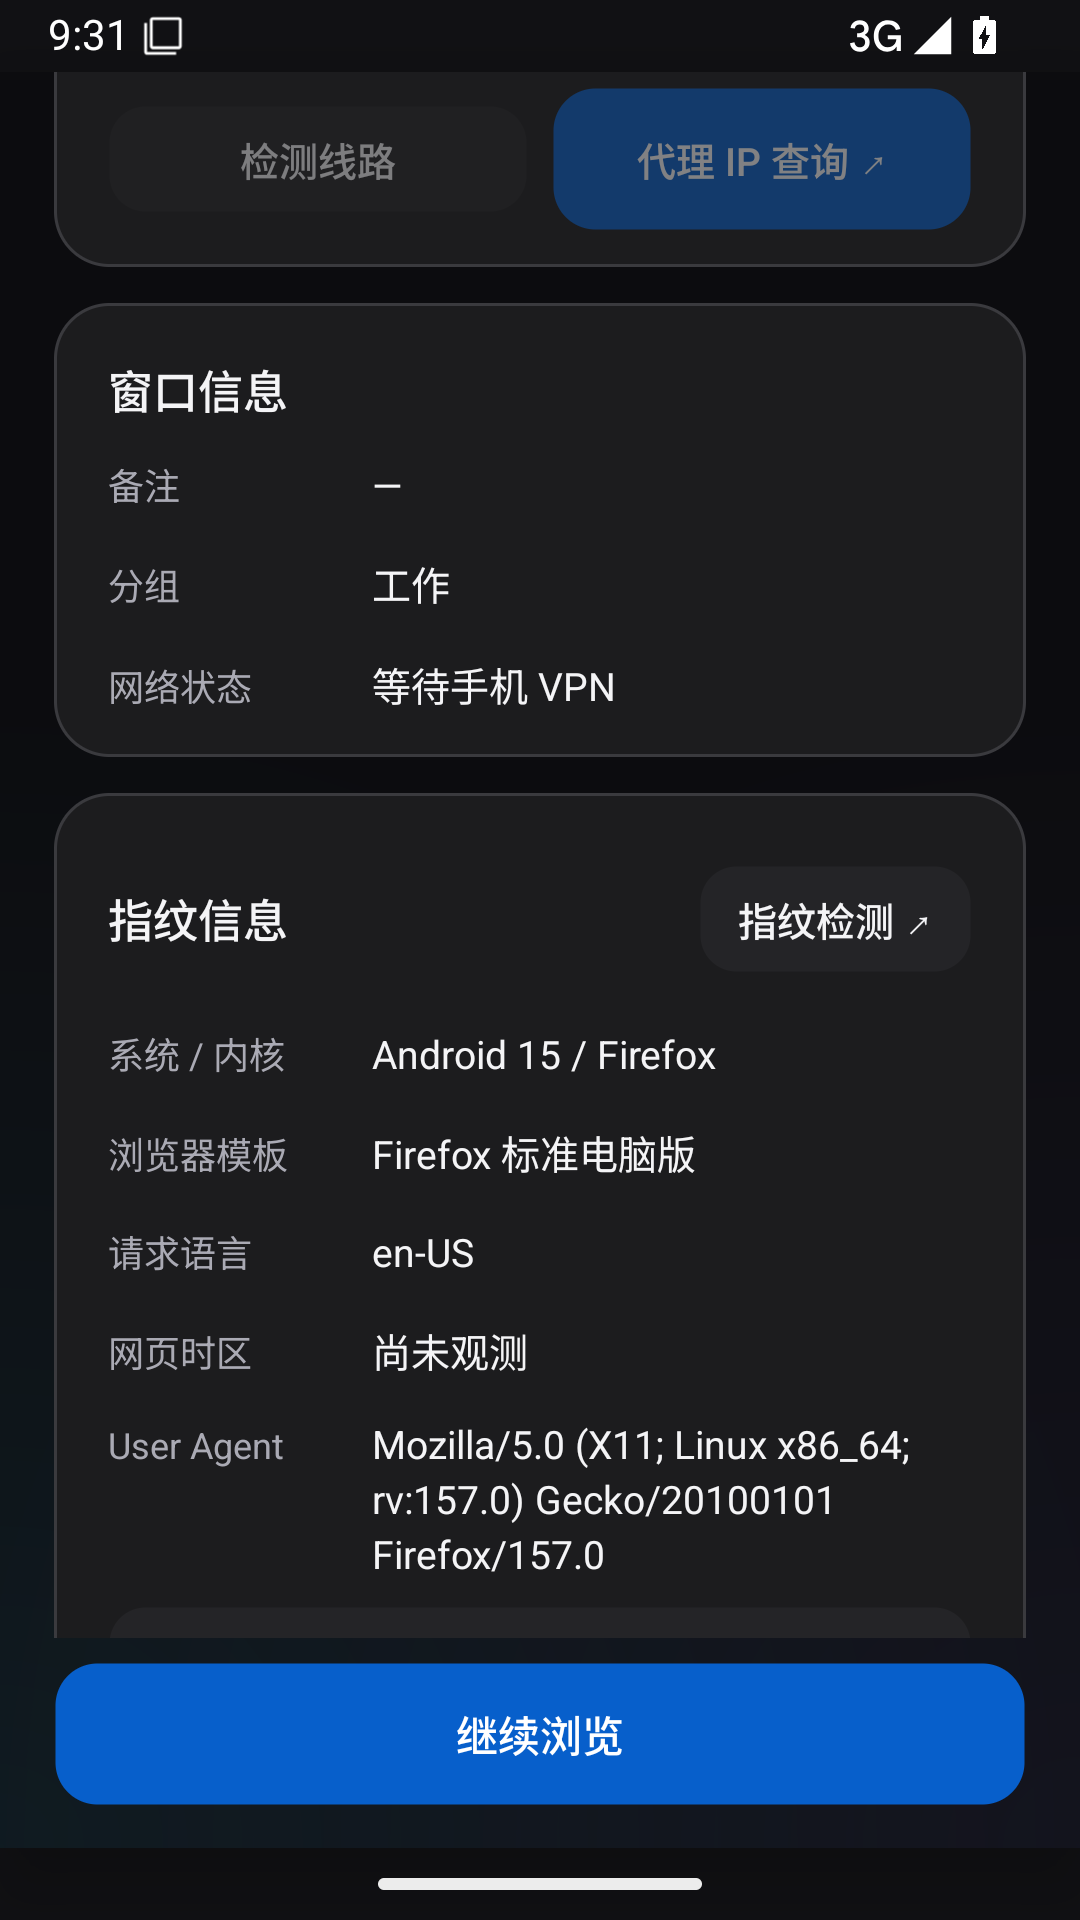 9:31
3G
检测线路
代理 IP 查询 ↗
窗口信息
备注 —
分组 工作
网络状态 等待手机 VPN
指纹信息
指纹检测 ↗
系统 / 内核 Android 15 / Firefox
浏览器模板 Firefox 标准电脑版
请求语言 en-US
网页时区 尚未观测
User Agent Mozilla/5.0 (X11; Linux x86_64;
rv:157.0) Gecko/20100101
Firefox/157.0
继续浏览